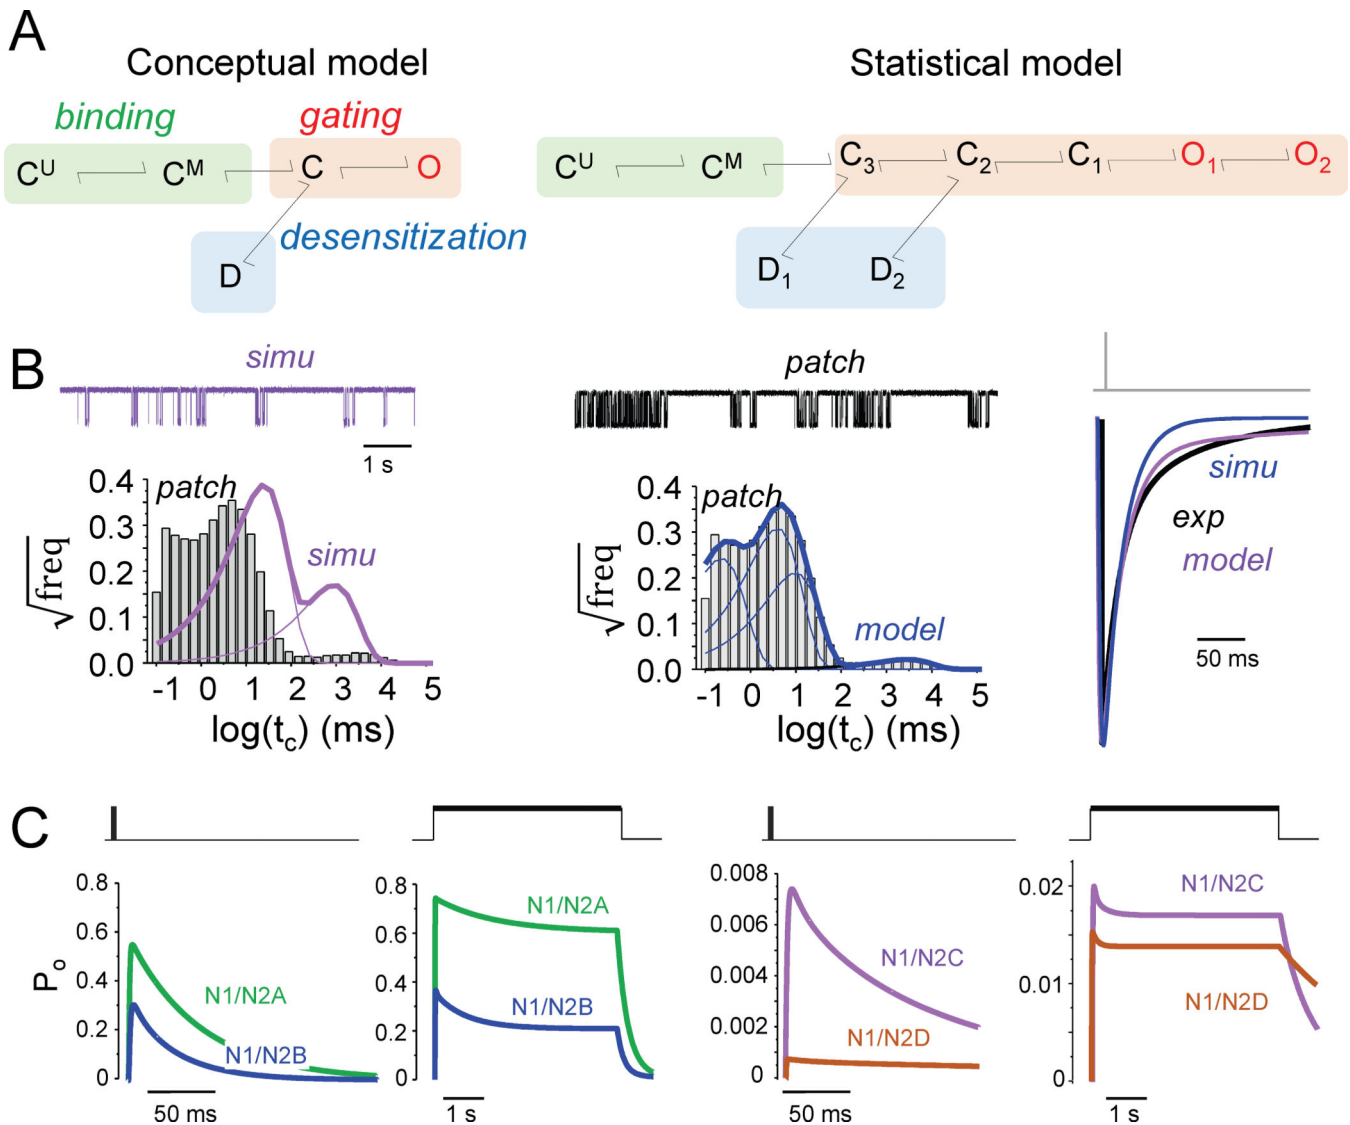 A
Conceptual model
Statistical model
binding
gating
Cᵁ
Cᴹ
C
O
desensitization
D
Cᵁ
Cᴹ
C₃
C₂
C₁
O₁
O₂
D₁
D₂
B
simu
1 s
patch
simu
√freq
0.4
0.3
0.2
0.1
0.0
-1 0 1 2 3 4 5
log(t꜀) (ms)
patch
patch
model
√freq
0.4
0.3
0.2
0.1
0.0
-1 0 1 2 3 4 5
log(t꜀) (ms)
simu
exp
model
50 ms
C
Pₒ
0.8
0.6
0.4
0.2
0
N1/N2A
N1/N2B
50 ms
0.8
0.6
0.4
0.2
0
N1/N2A
N1/N2B
1 s
0.008
0.006
0.004
0.002
0
N1/N2C
N1/N2D
50 ms
0.02
0.01
0
N1/N2C
N1/N2D
1 s